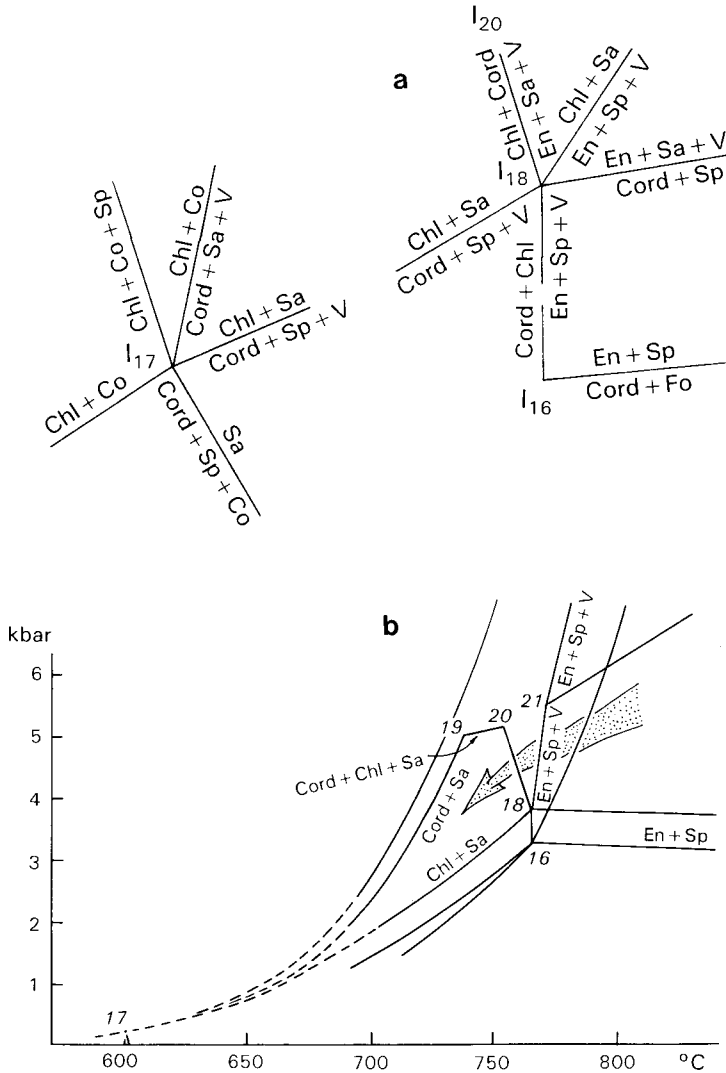 I20
a
Chl + Cord
En + Sa + V
Chl + Sa
En + Sp + V
I18
En + Sa + V
Cord + Sp
Chl + Sa
Cord + Sp + V
Cord + Chl
En + Sp + V
I16
En + Sp
Cord + Fo
Chl + Co + Sp
Chl + Co
Cord + Sa + V
I17
Chl + Sa
Cord + Sp + V
Chl + Co
Sa
Cord + Sp + Co
b
kbar
6
5
4
3
2
1
19
20
21
En + Sp + V
En + Sp + V
Cord + Chl + Sa
Cord + Sa
18
Chl + Sa
En + Sp
16
17
600
650
700
750
800
°C